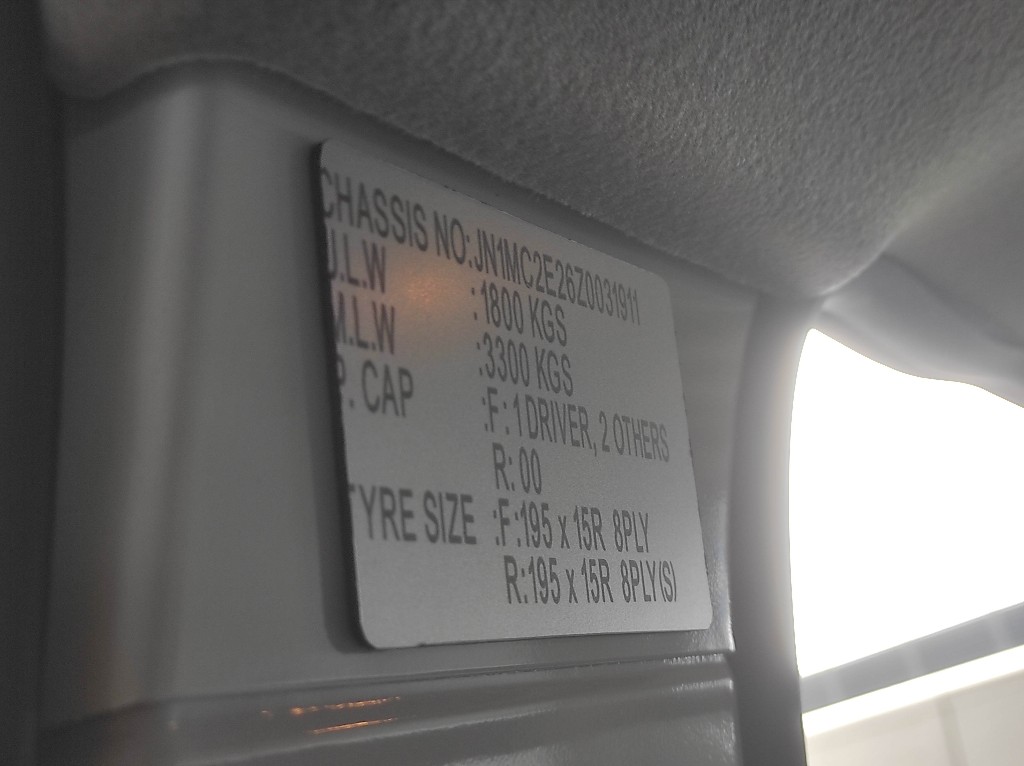 CHASSIS NO: JN1MC2E26Z0031911
U.L.W : 1800 KGS
M.L.W : 3300 KGS
P. CAP : F : 1 DRIVER, 2 OTHERS
R: 00
TYRE SIZE : F : 195 x 15R 8PLY
R: 195 x 15R 8PLY(S)